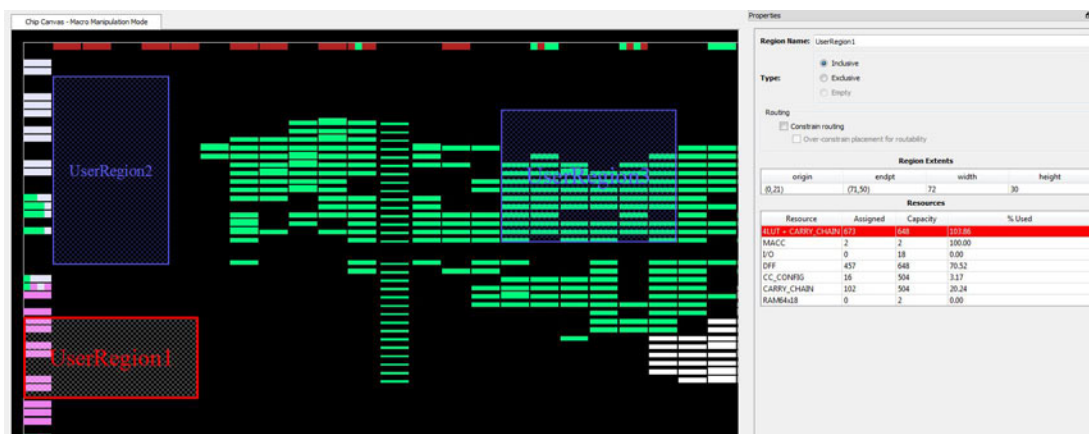 Chip Canvas - Macro Manipulation Mode
UserRegion2
UserRegion3
UserRegion1
Properties
Region Name: UserRegion1
Type:
Inclusive
Exclusive
Empty
Routing
Constrain routing
Over-constrain placement for routability
Region Extents
origin endpt width height
(0,21) (71,50) 72 30
Resources
Resource Assigned Capacity % Used
4LUT + CARRY_CHAIN 673 648 103.86
MACC 2 2 100.00
I/O 0 18 0.00
DFF 457 648 70.52
CC_CONFIG 16 504 3.17
CARRY_CHAIN 102 504 20.24
RAM64x18 0 2 0.00